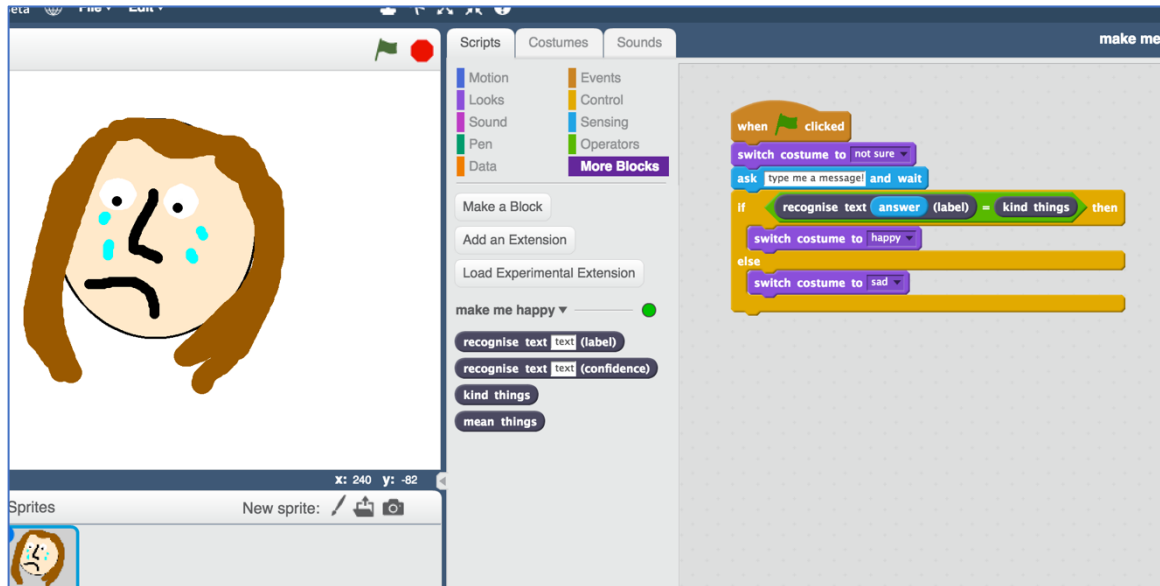 Beta File Edit
Scripts Costumes Sounds
make me
Motion Events
Looks Control
Sound Sensing
Pen Operators
Data More Blocks
Make a Block
Add an Extension
Load Experimental Extension
make me happy
recognise text text (label)
recognise text text (confidence)
kind things
mean things
when clicked
switch costume to not sure
ask type me a message! and wait
if recognise text answer (label) = kind things then
switch costume to happy
else
switch costume to sad
x: 240 y: -82
Sprites New sprite: